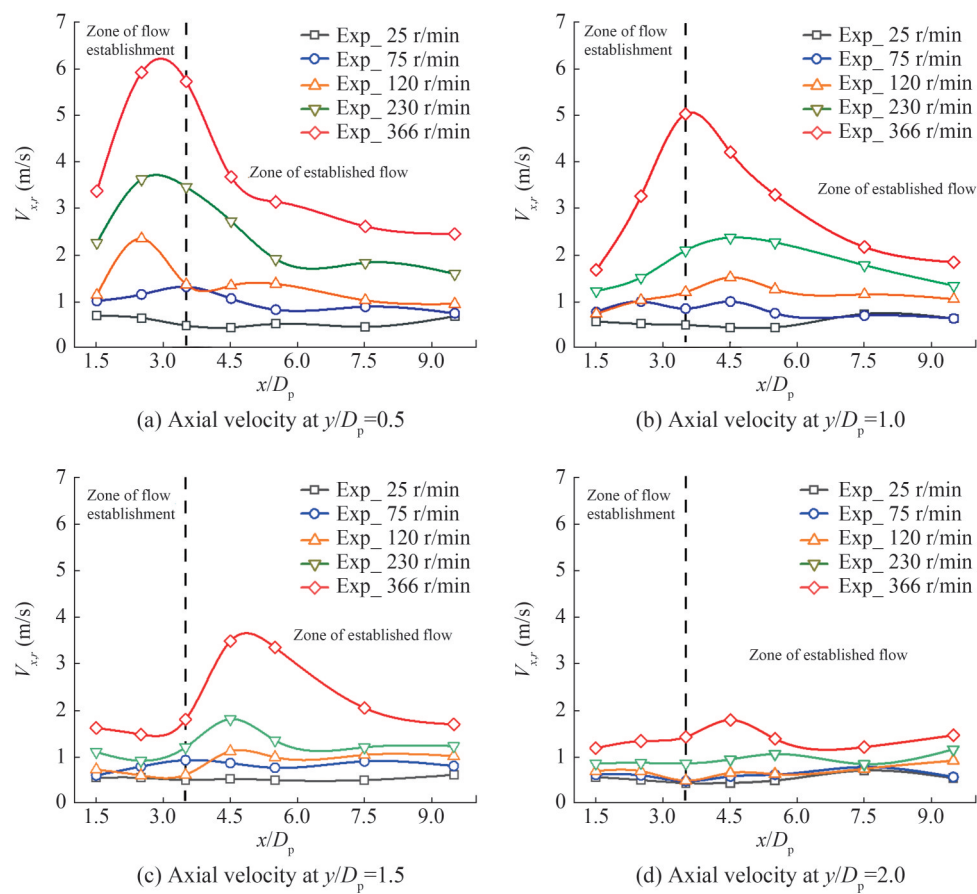 7
6
5
4
3
2
1
0
V_{x,r} (m/s)
Zone of flow
establishment
Exp_ 25 r/min
Exp_ 75 r/min
Exp_ 120 r/min
Exp_ 230 r/min
Exp_ 366 r/min
Zone of established flow
1.5 3.0 4.5 6.0 7.5 9.0
x/D_p
(a) Axial velocity at y/D_p=0.5
7
6
5
4
3
2
1
0
V_{x,r} (m/s)
Zone of flow
establishment
Exp_ 25 r/min
Exp_ 75 r/min
Exp_ 120 r/min
Exp_ 230 r/min
Exp_ 366 r/min
Zone of established flow
1.5 3.0 4.5 6.0 7.5 9.0
x/D_p
(b) Axial velocity at y/D_p=1.0
7
6
5
4
3
2
1
0
V_{x,r} (m/s)
Zone of flow
establishment
Exp_ 25 r/min
Exp_ 75 r/min
Exp_ 120 r/min
Exp_ 230 r/min
Exp_ 366 r/min
Zone of established flow
1.5 3.0 4.5 6.0 7.5 9.0
x/D_p
(c) Axial velocity at y/D_p=1.5
7
6
5
4
3
2
1
0
V_{x,r} (m/s)
Zone of flow
establishment
Exp_ 25 r/min
Exp_ 75 r/min
Exp_ 120 r/min
Exp_ 230 r/min
Exp_ 366 r/min
Zone of established flow
1.5 3.0 4.5 6.0 7.5 9.0
x/D_p
(d) Axial velocity at y/D_p=2.0